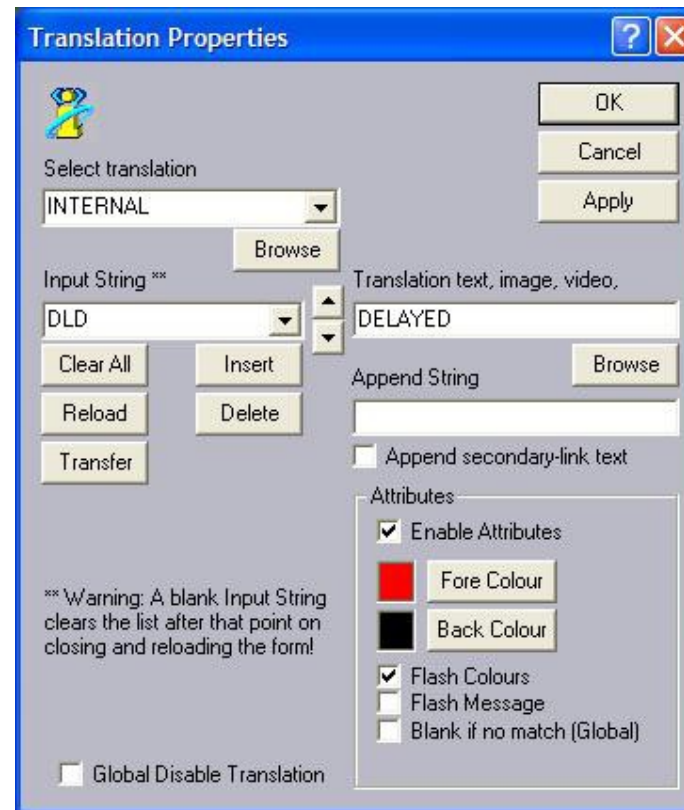 Translation Properties
OK
Cancel
Apply
Select translation
INTERNAL
Browse
Input String **
DLD
Translation text, image, video,
DELAYED
Browse
Clear All
Insert
Reload
Delete
Transfer
Append String
Append secondary-link text
Attributes
Enable Attributes
Fore Colour
Back Colour
Flash Colours
Flash Message
Blank if no match (Global)
** Warning: A blank Input String
clears the list after that point on
closing and reloading the form!
Global Disable Translation